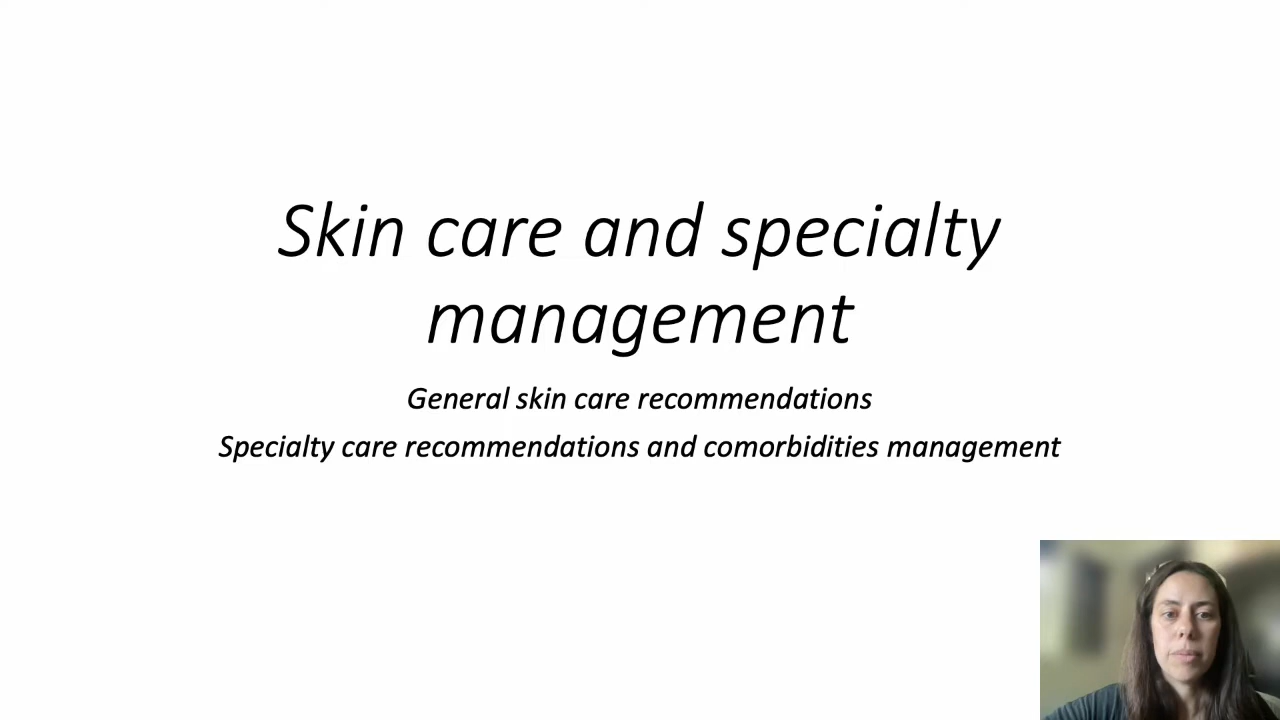 Skin care and specialty
management
General skin care recommendations
Specialty care recommendations and comorbidities management